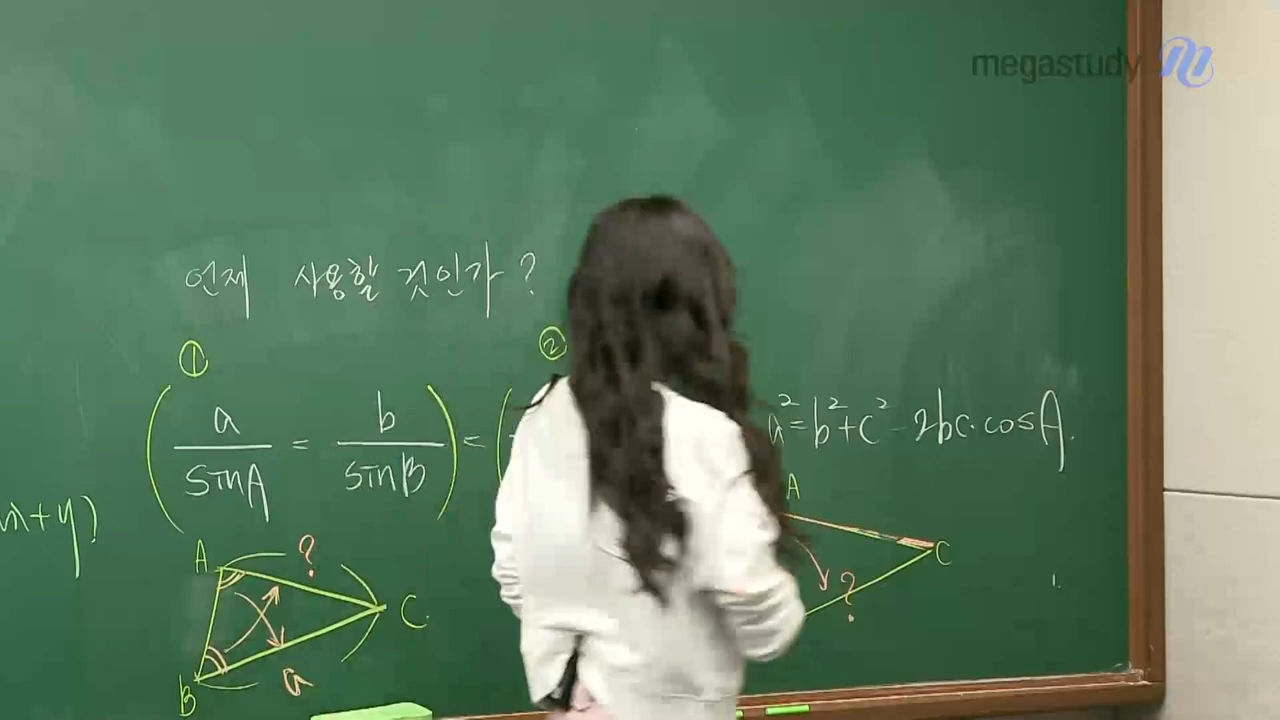 megastudy
언제 사용할 것인가?
① ②
(a/sinA = b/sinB) = (
a²=b²+c²-2bc·cosA.
+y)
A ? C.
B a
A C
?